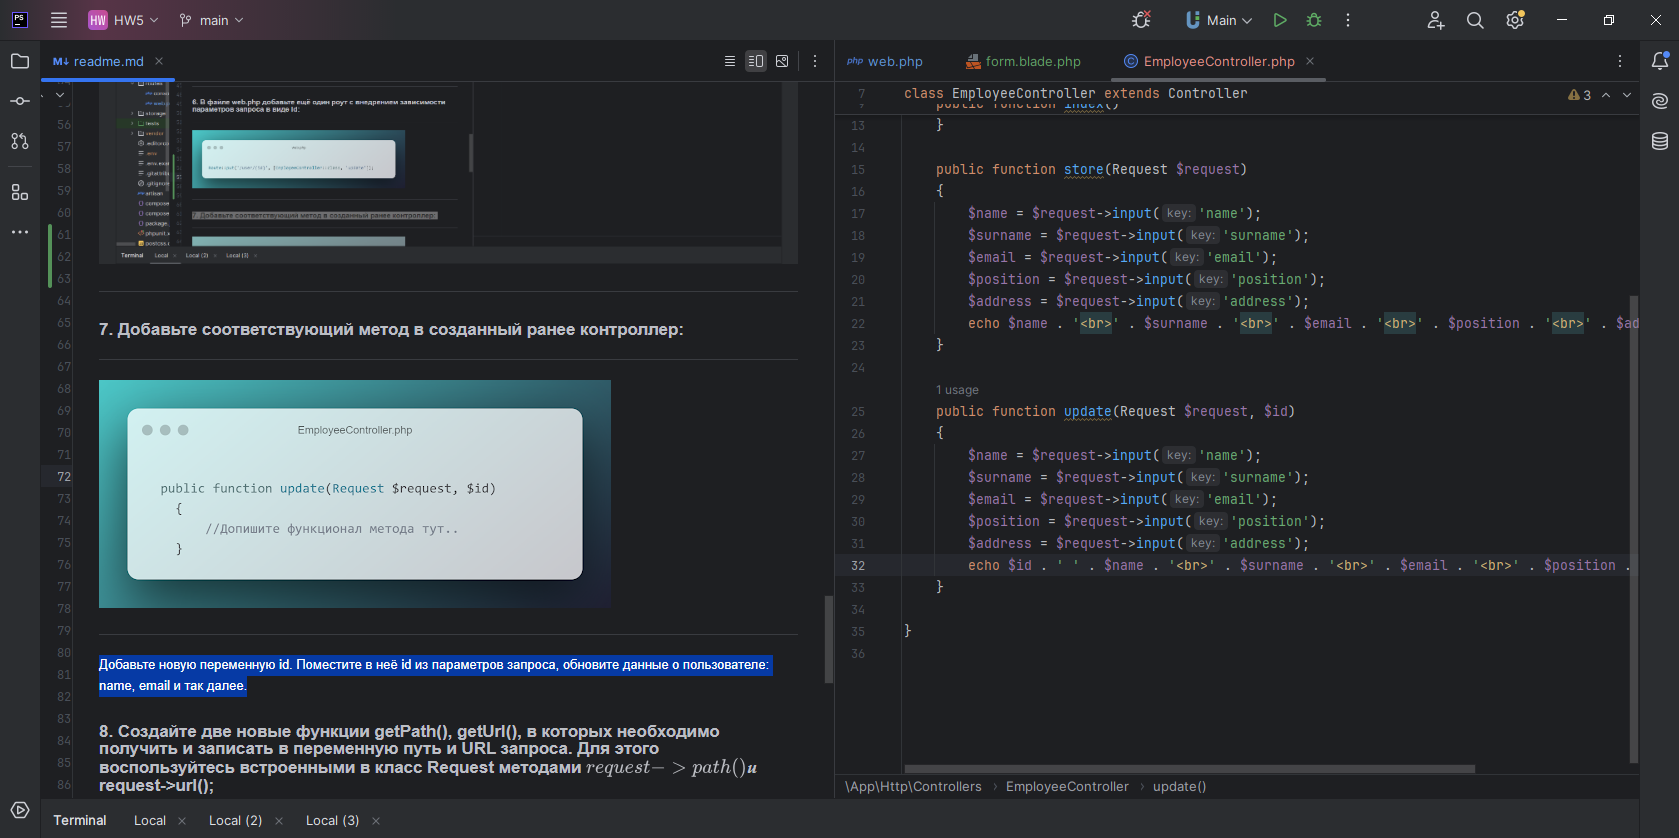 PS
HW HW5 main Main
readme.md
web.php form.blade.php EmployeeController.php
56
57
58
59
60
61
62
63
64
65
66
67
68
69
70
71
72
73
74
75
76
77
78
79
80
81
82
83
84
85
86
6. В файле web.php добавьте ещё один роут с внедрением зависимости
параметров запроса в виде Id:
7. Добавьте соответствующий метод в созданный ранее контроллер:
Terminal Local Local (2) Local (3)
7. Добавьте соответствующий метод в созданный ранее контроллер:
EmployeeController.php
public function update(Request $request, $id)
{
//Допишите функционал метода тут..
}
Добавьте новую переменную id. Поместите в неё id из параметров запроса, обновите данные о пользователе:
name, email и так далее.
8. Создайте две новые функции getPath(), getUrl(), в которых необходимо
получить и записать в переменную путь и URL запроса. Для этого
воспользуйтесь встроенными в класс Request методами request− > path()и
request->url();
7 class EmployeeController extends Controller 3
9 public function index()
13 }
14
15 public function store(Request $request)
16 {
17 $name = $request->input( key: 'name');
18 $surname = $request->input( key: 'surname');
19 $email = $request->input( key: 'email');
20 $position = $request->input( key: 'position');
21 $address = $request->input( key: 'address');
22 echo $name . '<br>' . $surname . '<br>' . $email . '<br>' . $position . '<br>' . $ad
23 }
24
1 usage
25 public function update(Request $request, $id)
26 {
27 $name = $request->input( key: 'name');
28 $surname = $request->input( key: 'surname');
29 $email = $request->input( key: 'email');
30 $position = $request->input( key: 'position');
31 $address = $request->input( key: 'address');
32 echo $id . ' ' . $name . '<br>' . $surname . '<br>' . $email . '<br>' . $position .
33 }
34
35 }
36
\App\Http\Controllers › EmployeeController › update()
Terminal Local Local (2) Local (3)